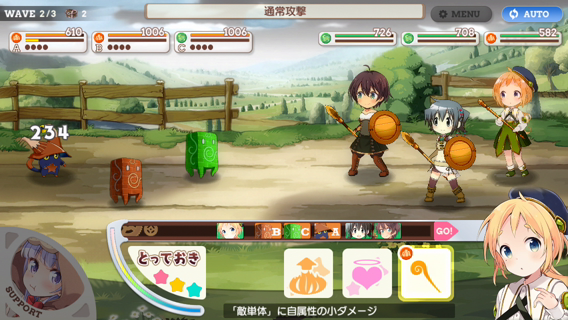 WAVE 2/3 2
通常攻撃
MENU
AUTO
610
1006
1006
726
708
582
A
B
C
234
B C A
GO!
とっておき
SUPPORT
「敵単体」に自属性の小ダメージ